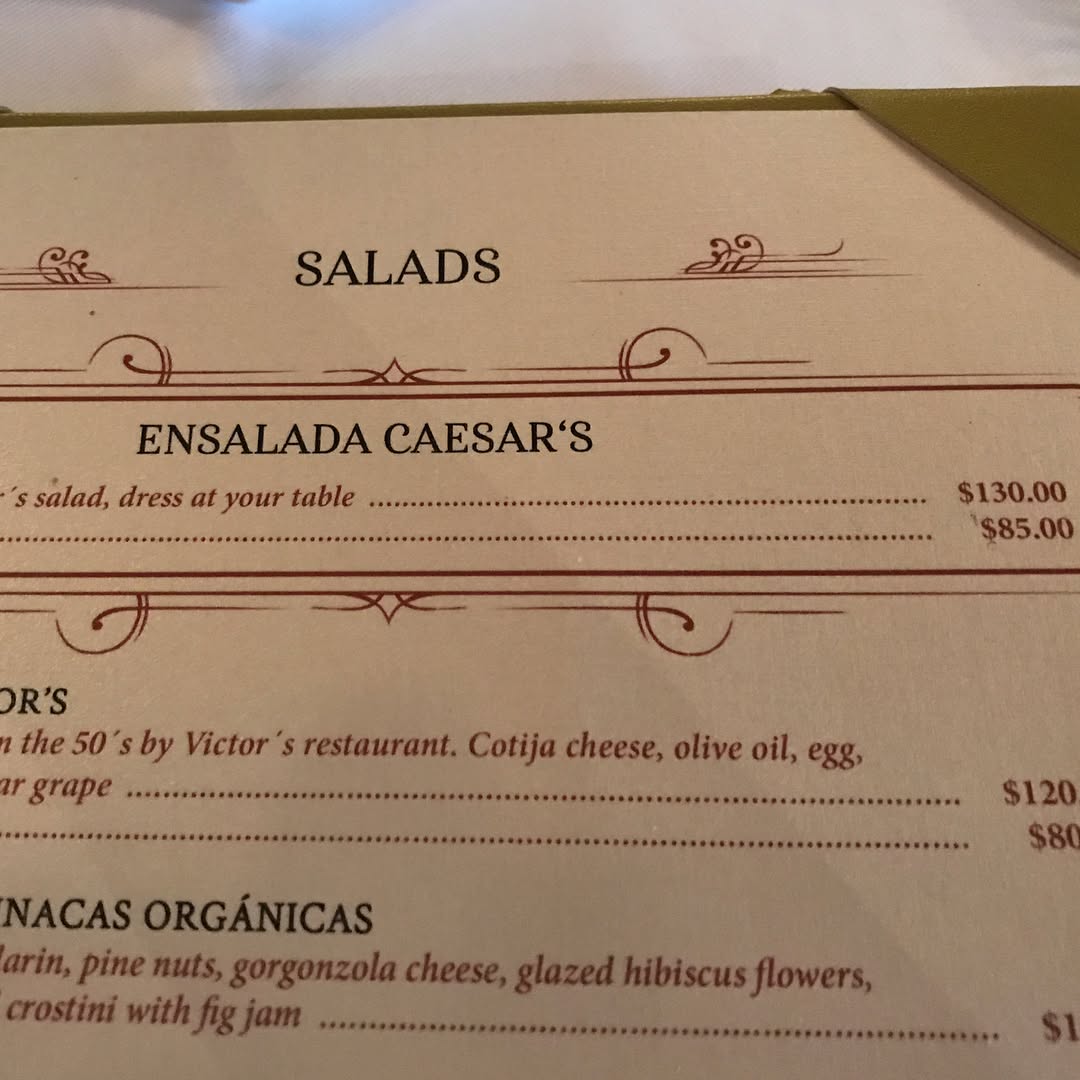 SALADS
ENSALADA CAESAR‘S
´s salad, dress at your table ........ $130.00
........ $85.00
OR’S
the 50´s by Victor´s restaurant. Cotija cheese, olive oil, egg,
grape ........ $120
........ $80
ORGÁNICAS
pine nuts, gorgonzola cheese, glazed hibiscus flowers,
crostini with fig jam ........ $1